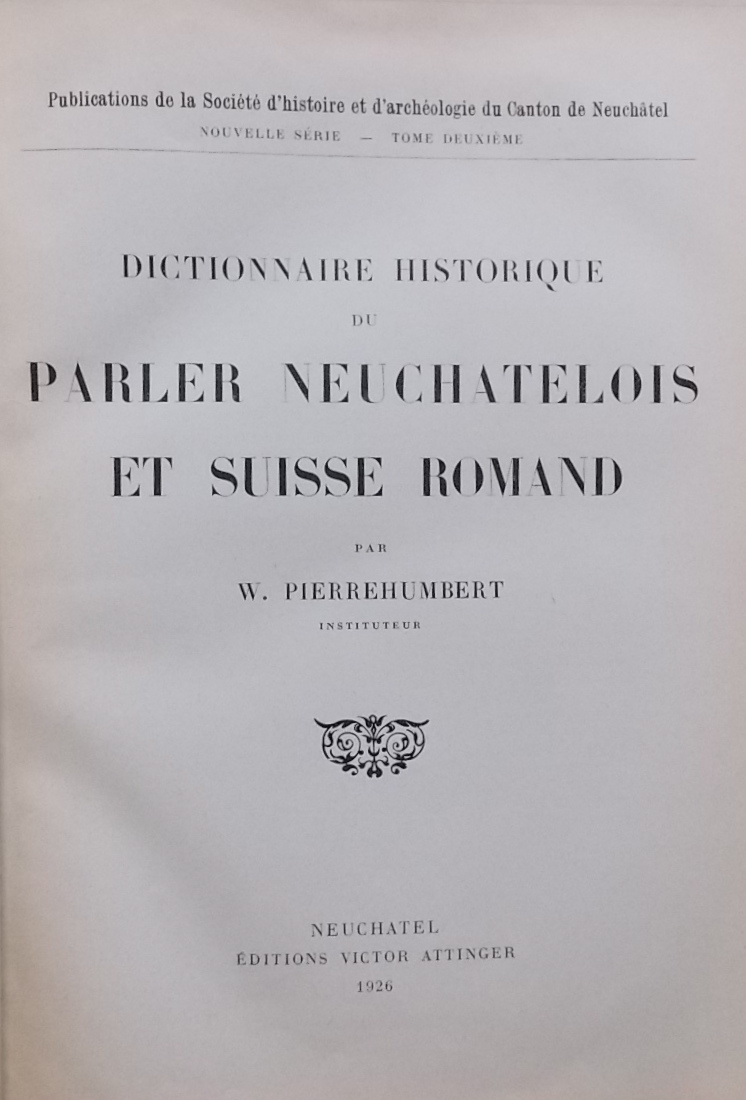 Publications de la Société d'histoire et d'archéologie du Canton de Neuchâtel
NOUVELLE SÉRIE — TOME DEUXIÈME
DICTIONNAIRE HISTORIQUE
DU
PARLER NEUCHATELOIS
ET SUISSE ROMAND
PAR
W. PIERREHUMBERT
INSTITUTEUR
NEUCHATEL
ÉDITIONS VICTOR ATTINGER
1926